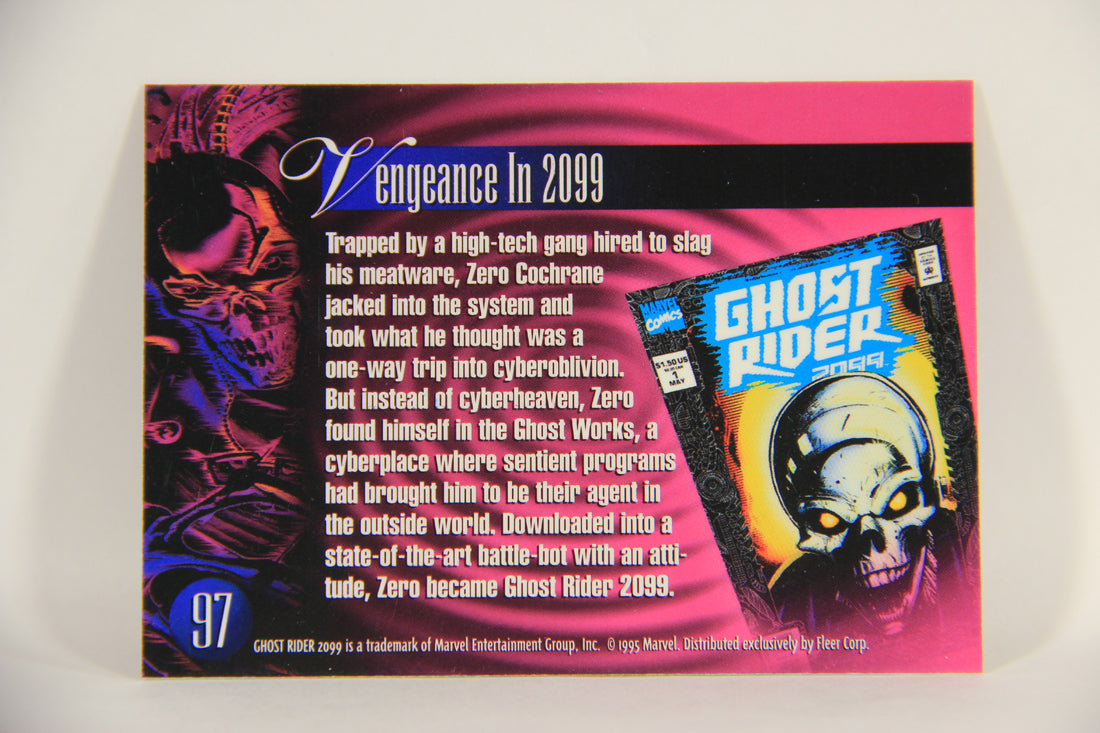 Vengeance In 2099
Trapped by a high-tech gang hired to slag
his meatware, Zero Cochrane
jacked into the system and
took what he thought was a
one-way trip into cyberoblivion.
But instead of cyberheaven, Zero
found himself in the Ghost Works, a
cyberplace where sentient programs
had brought him to be their agent in
the outside world. Downloaded into a
state-of-the-art battle-bot with an atti-
tude, Zero became Ghost Rider 2099.
MARVEL
COMICS
$1.50 US
1
MAY
GHOST
RIDER
2099
97
GHOST RIDER 2099 is a trademark of Marvel Entertainment Group, Inc. © 1995 Marvel. Distributed exclusively by Fleer Corp.